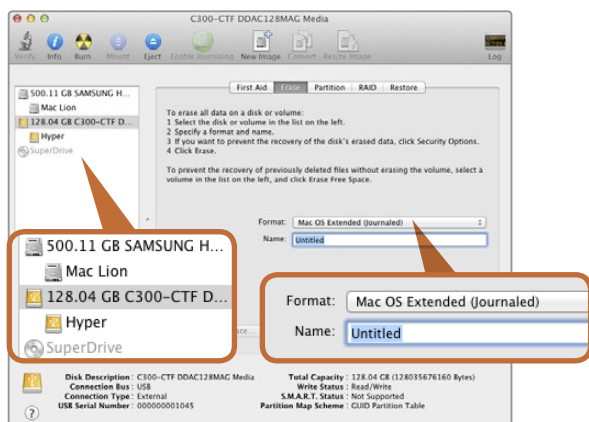 C300-CTF DDAC128MAG Media
Verify Info Burn Mount Eject Enable Journaling New Image Convert Resize Image Log
First Aid Erase Partition RAID Restore
500.11 GB SAMSUNG H...
Mac Lion
128.04 GB C300-CTF D...
Hyper
SuperDrive
To erase all data on a disk or volume:
1 Select the disk or volume in the list on the left.
2 Specify a format and name.
3 If you want to prevent the recovery of the disk's erased data, click Security Options.
4 Click Erase.
To prevent the recovery of previously deleted files without erasing the volume, select a
volume in the list on the left, and click Erase Free Space.
Format: Mac OS Extended (Journaled)
Name: Untitled
500.11 GB SAMSUNG H...
Mac Lion
128.04 GB C300-CTF D...
Hyper
SuperDrive
Format: Mac OS Extended (Journaled)
Name: Untitled
Disk Description : C300-CTF DDAC128MAG Media
Connection Bus : USB
Connection Type : External
USB Serial Number : 000000001045
Total Capacity : 128.04 GB (128035676160 Bytes)
Write Status : Read/Write
S.M.A.R.T. Status : Not Supported
Partition Map Scheme : GUID Partition Table
?